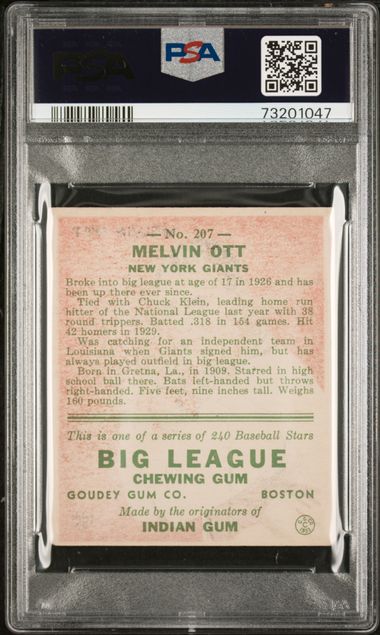 PSA
PSA
73201047
— No. 207 —
MELVIN OTT
NEW YORK GIANTS
Broke into big league at age of 17 in 1926 and has
been up there ever since.
Tied with Chuck Klein, leading home run
hitter of the National League last year with 38
round trippers. Batted .318 in 154 games. Hit
42 homers in 1929.
Was catching for an independent team in
Louisiana when Giants signed him, but has
always played outfield in big league.
Born in Gretna, La., in 1909. Starred in high
school ball there. Bats left-handed but throws
right-handed. Five feet, nine inches tall. Weighs
160 pounds.
This is one of a series of 240 Baseball Stars
BIG LEAGUE
CHEWING GUM
GOUDEY GUM CO. BOSTON
Made by the originators of
INDIAN GUM